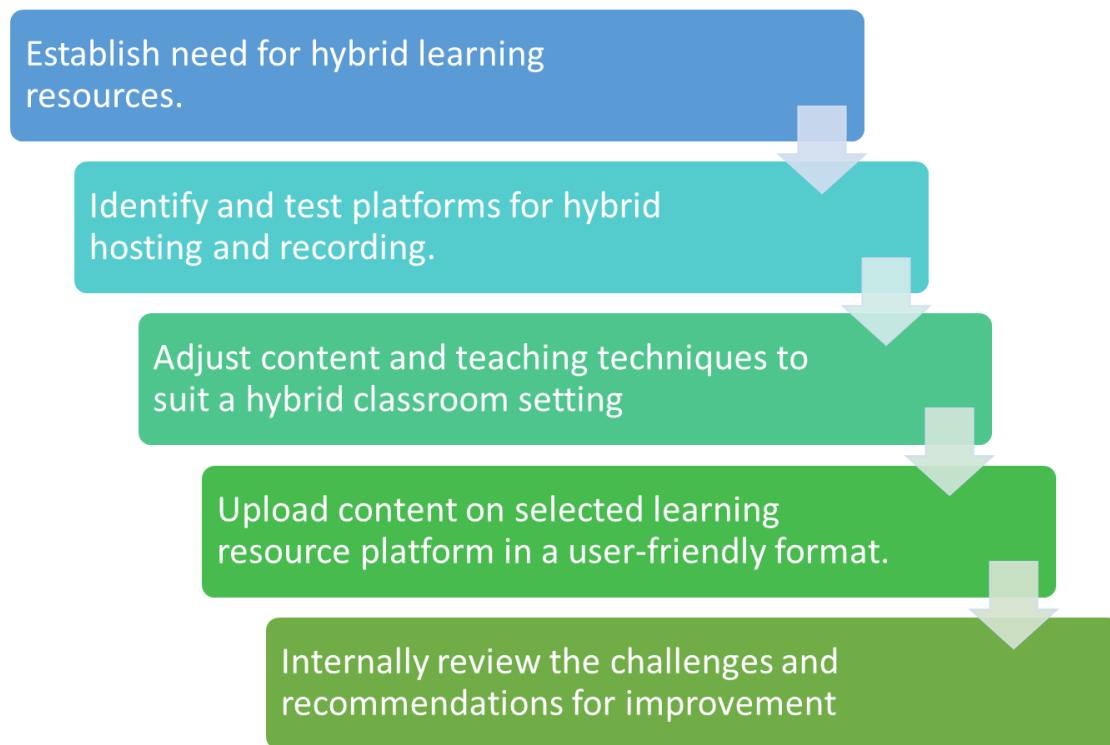 Establish need for hybrid learning
resources.
Identify and test platforms for hybrid
hosting and recording.
Adjust content and teaching techniques to
suit a hybrid classroom setting
Upload content on selected learning
resource platform in a user-friendly format.
Internally review the challenges and
recommendations for improvement